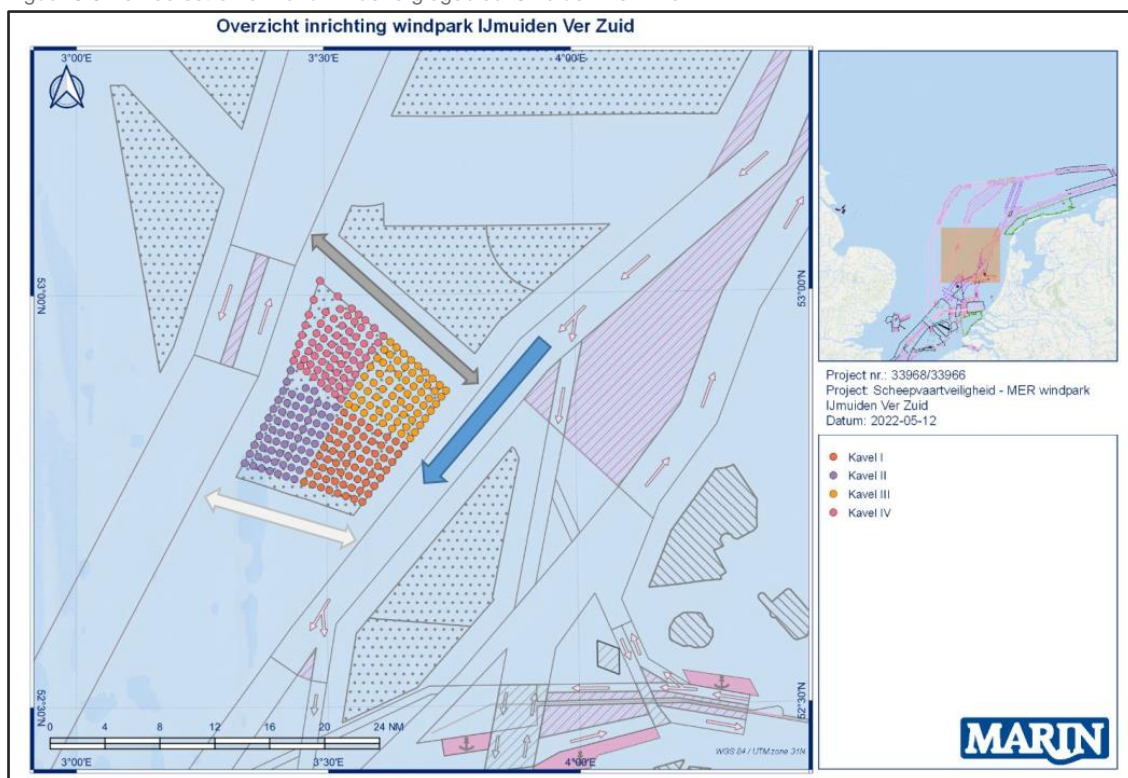 Overzicht inrichting windpark IJmuiden Ver Zuid
3°00'E
3°30'E
4°00'E
53°00'N
53°00'N
52°30'N
52°30'N
0 4 8 12 16 20 24 NM
WGS 84 / UTM zone 31N
3°00'E
3°30'E
4°00'E
Project nr.: 33968/33966
Project: Scheepvaartveiligheid - MER windpark
IJmuiden Ver Zuid
Datum: 2022-05-12
Kavel I
Kavel II
Kavel III
Kavel IV
MARIN